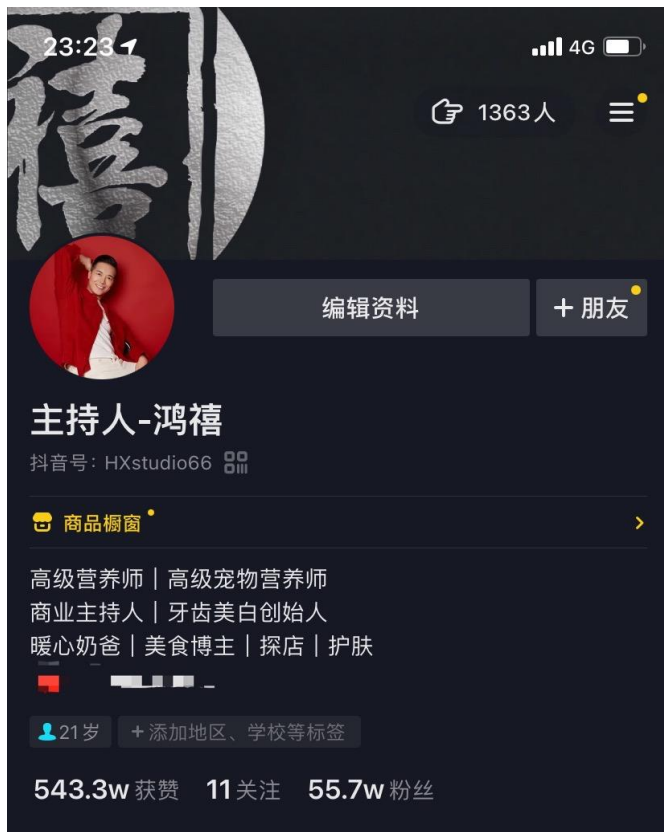 23:23 4G
禧
1363人
编辑资料 + 朋友
主持人-鸿禧
抖音号: HXstudio66
商品橱窗
高级营养师 | 高级宠物营养师
商业主持人 | 牙齿美白创始人
暖心奶爸 | 美食博主 | 探店 | 护肤
21岁 +添加地区、学校等标签
543.3w 获赞 11 关注 55.7w 粉丝